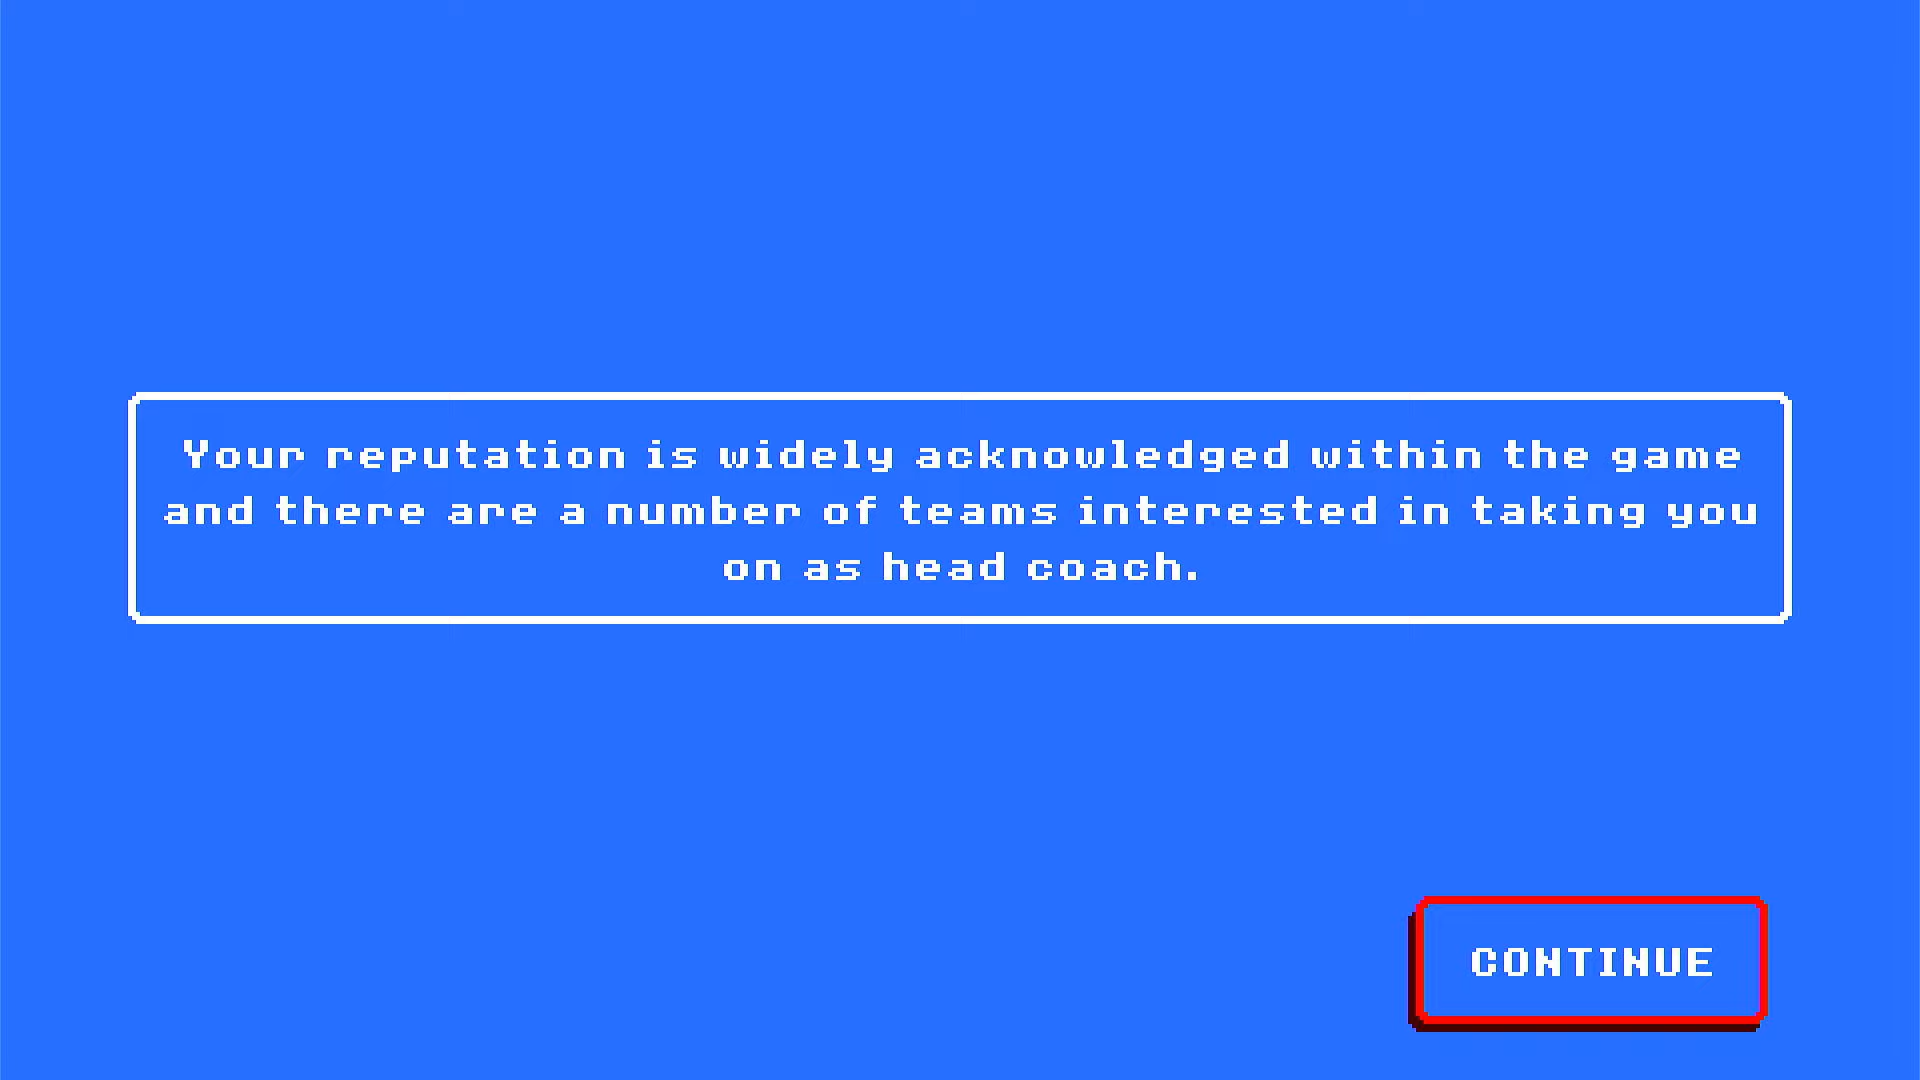 Your reputation is widely acknowledged within the game
and there are a number of teams interested in taking you
on as head coach.
CONTINUE